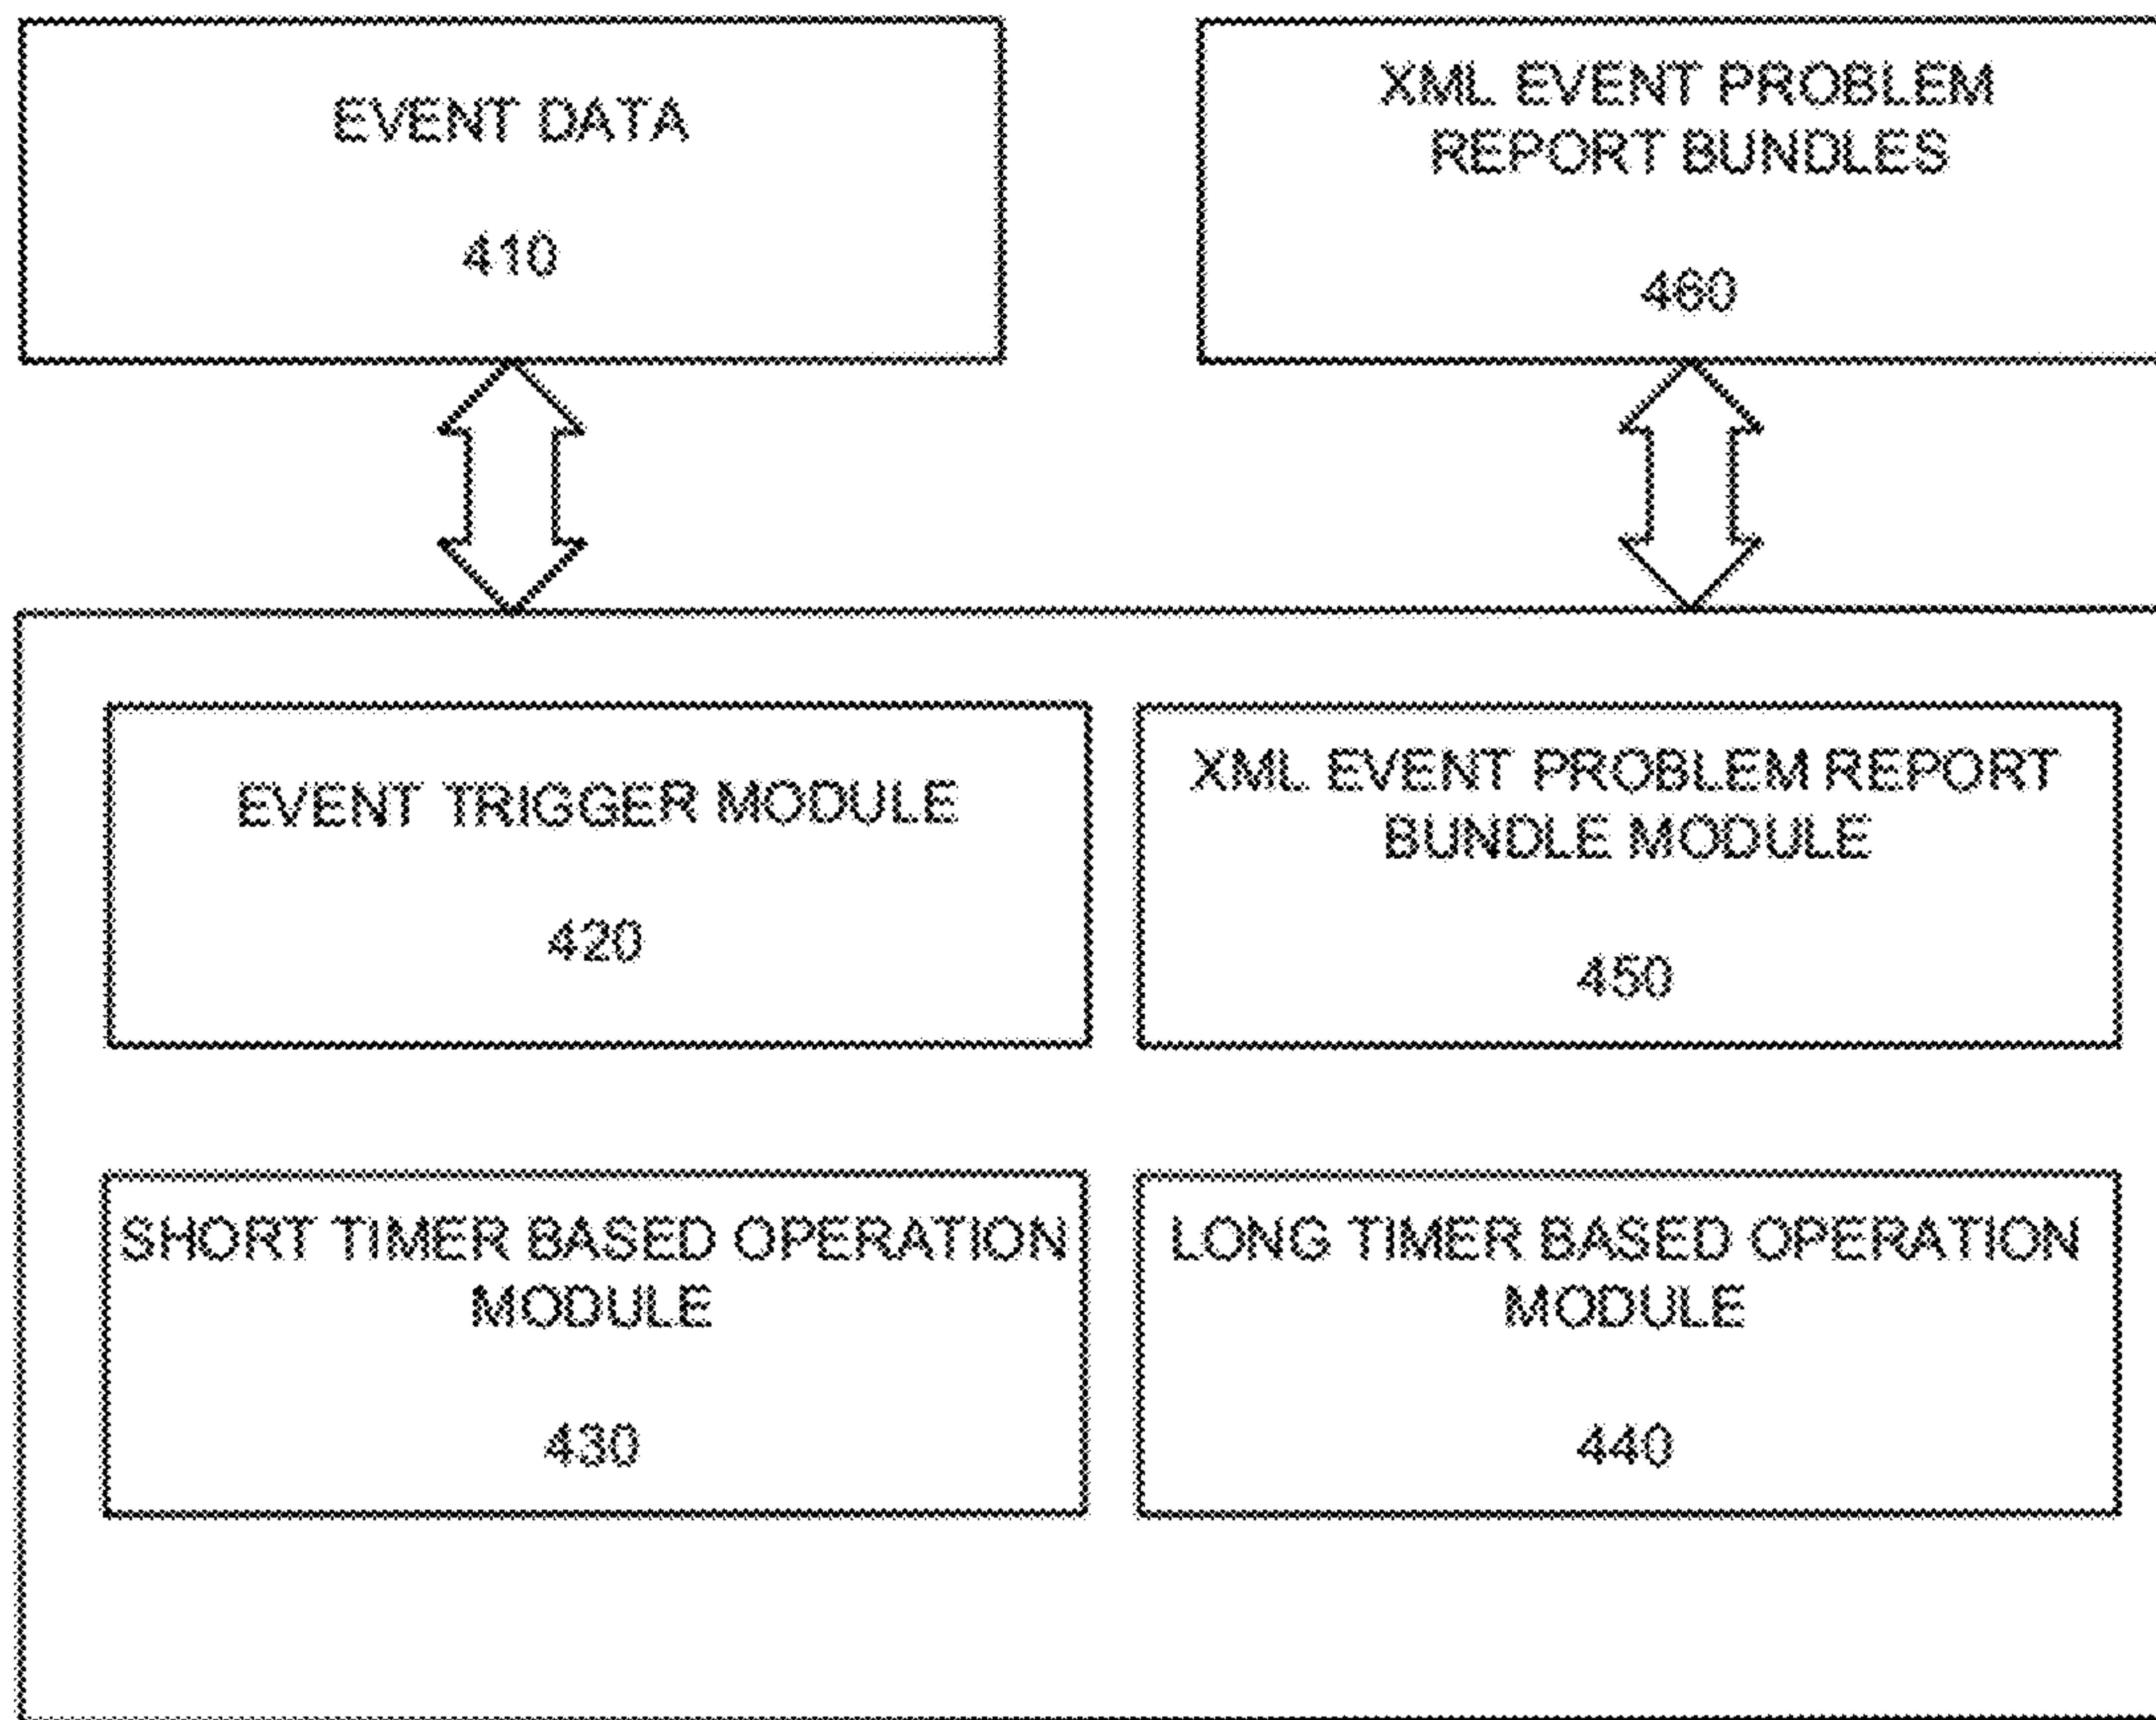 EVENT DATA
410
XML EVENT PROBLEM
REPORT BUNDLES
460
EVENT TRIGGER MODULE
420
XML EVENT PROBLEM REPORT
BUNDLE MODULE
450
SHORT TIMER BASED OPERATION
MODULE
430
LONG TIMER BASED OPERATION
MODULE
440